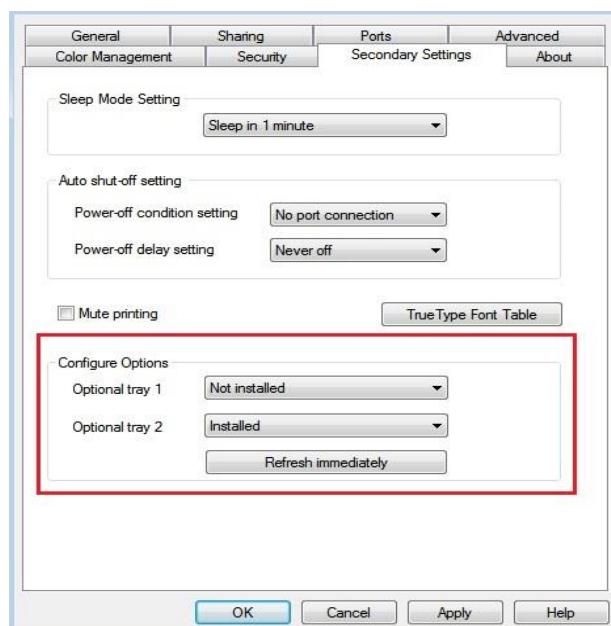 General Sharing Ports Advanced
Color Management Security Secondary Settings About
Sleep Mode Setting
Sleep in 1 minute
Auto shut-off setting
Power-off condition setting No port connection
Power-off delay setting Never off
Mute printing TrueType Font Table
Configure Options
Optional tray 1 Not installed
Optional tray 2 Installed
Refresh immediately
OK Cancel Apply Help